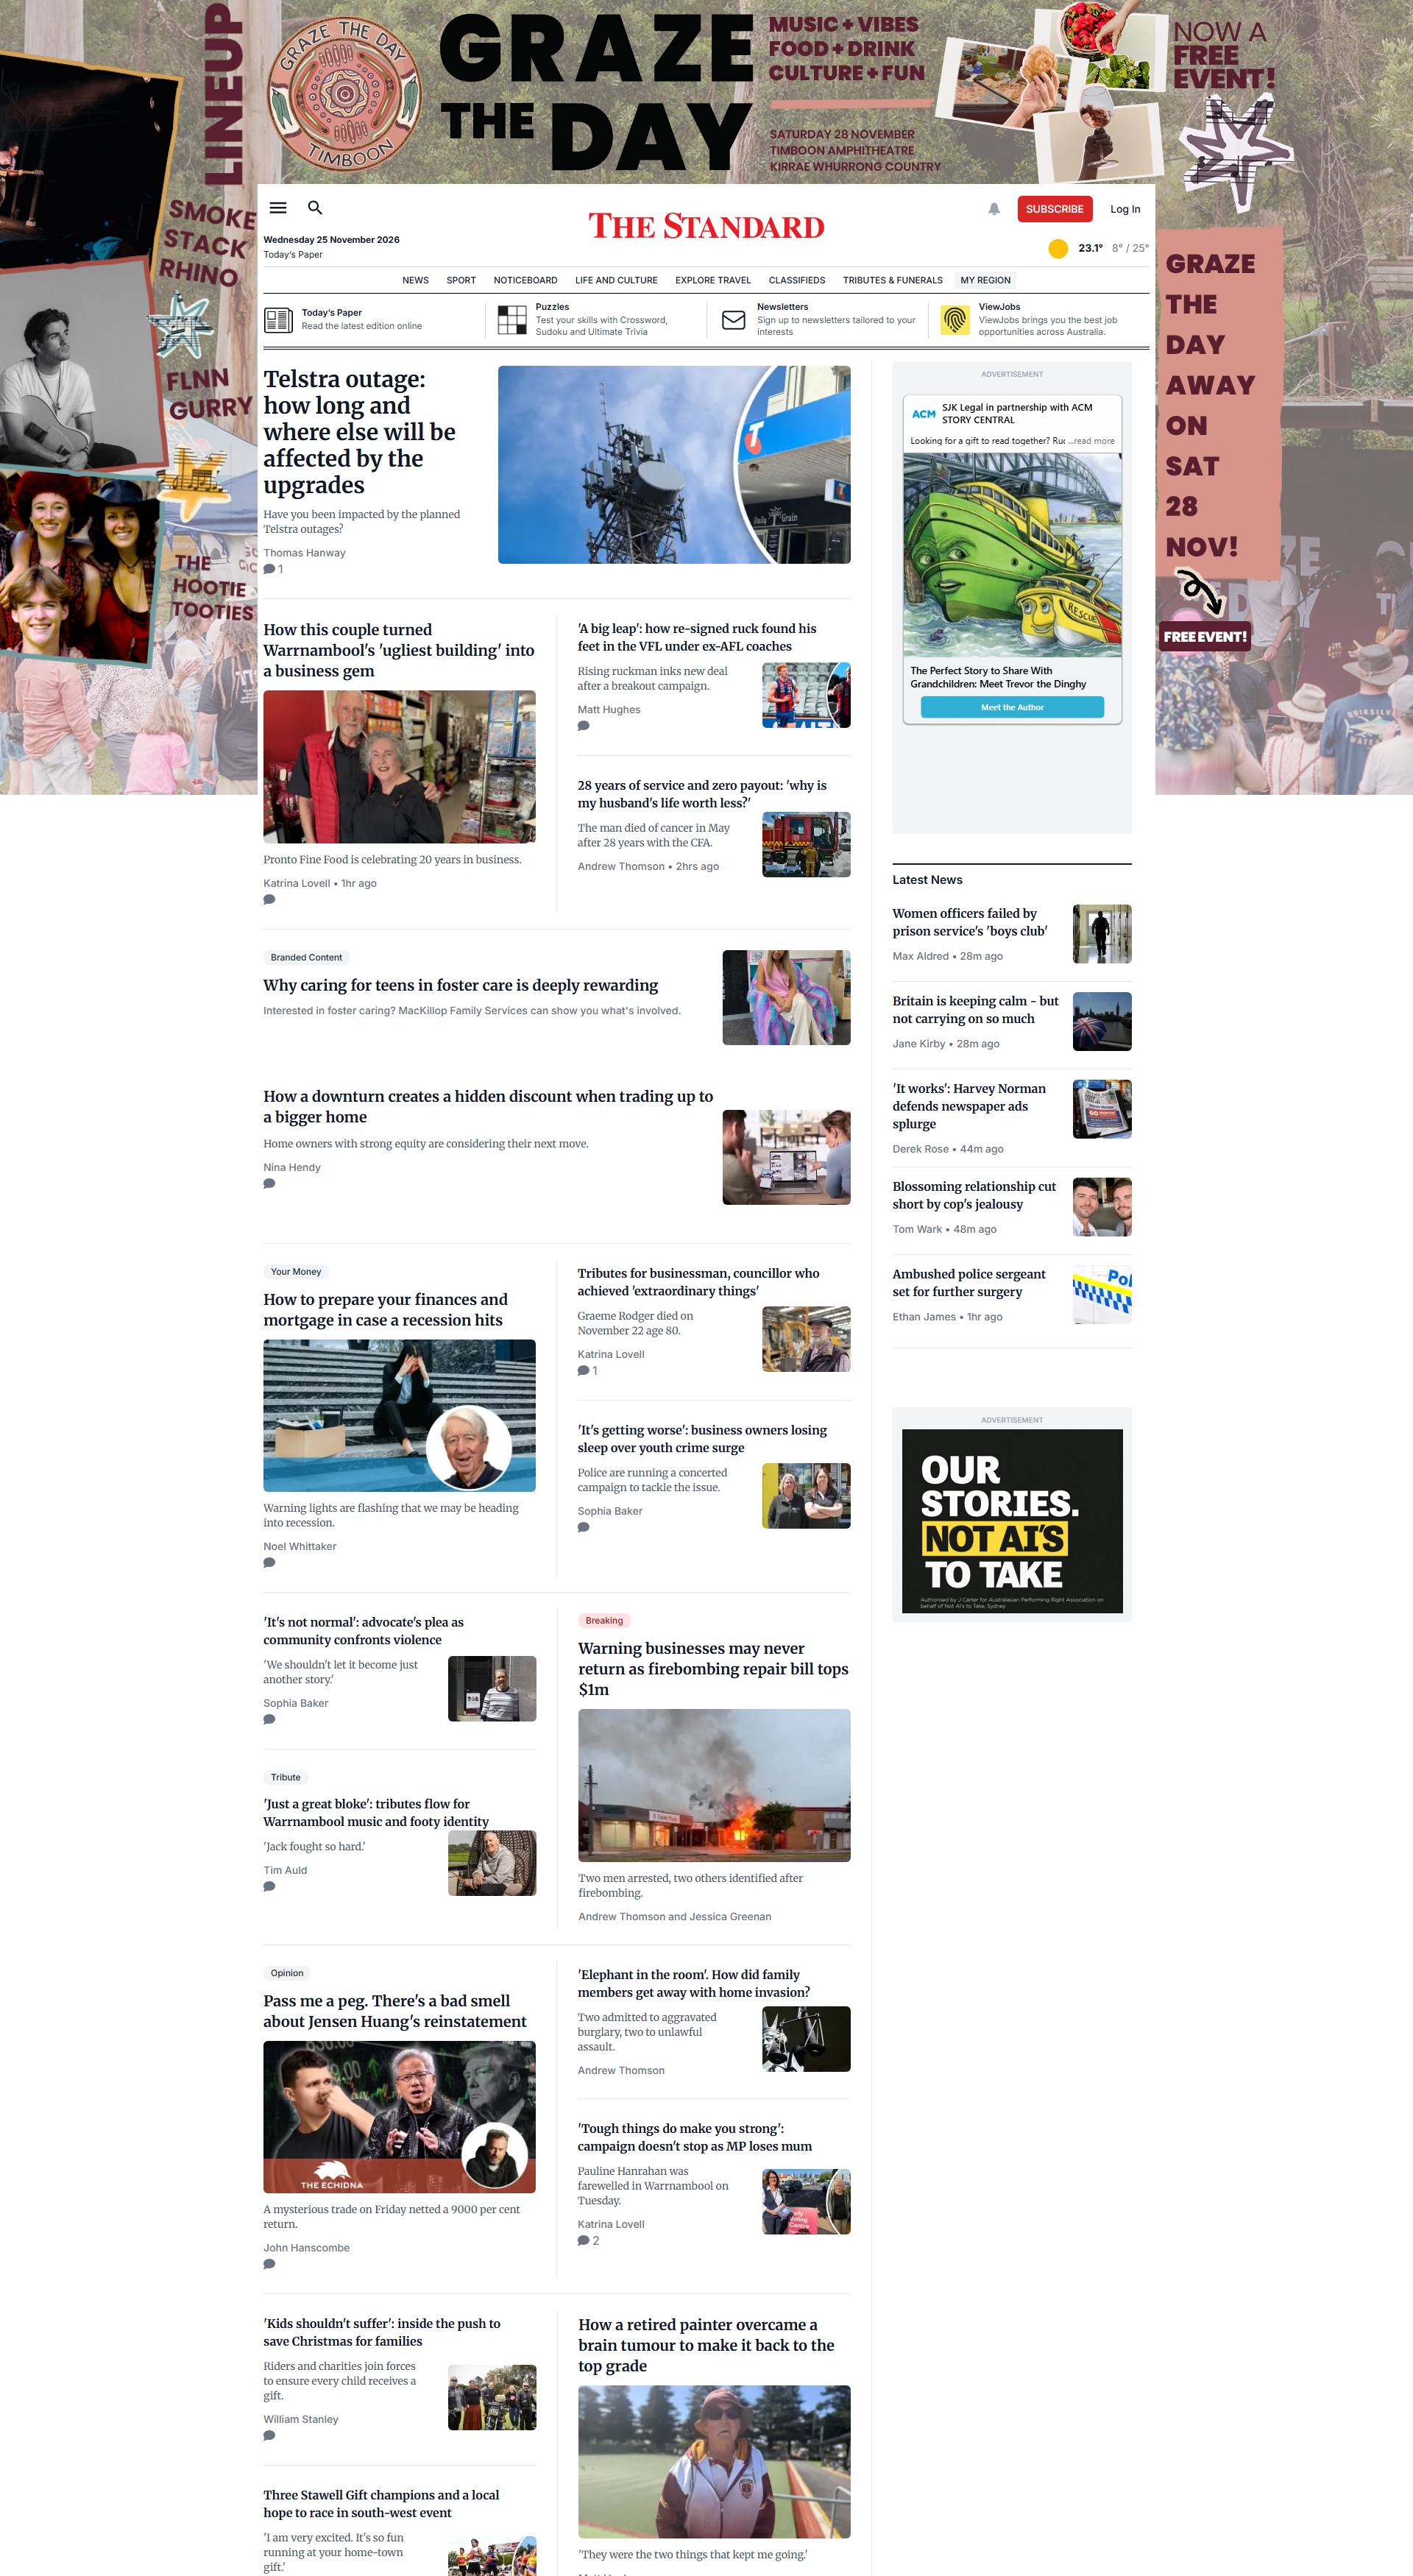 LINEUP
GRAZE THE DAY
TIMBOON
GRAZE
THE DAY
MUSIC + VIBES
FOOD + DRINK
CULTURE + FUN
SATURDAY 28 NOVEMBER
TIMBOON AMPHITHEATRE
KIRRAE WHURRONG COUNTRY
NOW A
FREE
EVENT!
SMOKE
STACK
RHINO
FLNN
GURRY
THE
HOOTIE
TOOTIES
GRAZE
THE
DAY
AWAY
ON
SAT
28
NOV!
FREE EVENT!
THE STANDARD
SUBSCRIBE
Log In
Wednesday 25 November 2026
Today's Paper
23.1° 8° / 25°
NEWS SPORT NOTICEBOARD LIFE AND CULTURE EXPLORE TRAVEL CLASSIFIEDS TRIBUTES & FUNERALS MY REGION
Today's Paper
Read the latest edition online
Puzzles
Test your skills with Crossword,
Sudoku and Ultimate Trivia
Newsletters
Sign up to newsletters tailored to your
interests
ViewJobs
ViewJobs brings you the best job
opportunities across Australia.
Telstra outage:
how long and
where else will be
affected by the
upgrades
Have you been impacted by the planned
Telstra outages?
Thomas Hanway
1
How this couple turned
Warrnambool's 'ugliest building' into
a business gem
Pronto Fine Food is celebrating 20 years in business.
Katrina Lovell • 1hr ago
'A big leap': how re-signed ruck found his
feet in the VFL under ex-AFL coaches
Rising ruckman inks new deal
after a breakout campaign.
Matt Hughes
28 years of service and zero payout: 'why is
my husband's life worth less?'
The man died of cancer in May
after 28 years with the CFA.
Andrew Thomson • 2hrs ago
Branded Content
Why caring for teens in foster care is deeply rewarding
Interested in foster caring? MacKillop Family Services can show you what's involved.
How a downturn creates a hidden discount when trading up to
a bigger home
Home owners with strong equity are considering their next move.
Nina Hendy
Your Money
How to prepare your finances and
mortgage in case a recession hits
Warning lights are flashing that we may be heading
into recession.
Noel Whittaker
Tributes for businessman, councillor who
achieved 'extraordinary things'
Graeme Rodger died on
November 22 age 80.
Katrina Lovell
1
'It's getting worse': business owners losing
sleep over youth crime surge
Police are running a concerted
campaign to tackle the issue.
Sophia Baker
'It's not normal': advocate's plea as
community confronts violence
'We shouldn't let it become just
another story.'
Sophia Baker
Tribute
'Just a great bloke': tributes flow for
Warrnambool music and footy identity
'Jack fought so hard.'
Tim Auld
Breaking
Warning businesses may never
return as firebombing repair bill tops
$1m
Two men arrested, two others identified after
firebombing.
Andrew Thomson and Jessica Greenan
Opinion
Pass me a peg. There's a bad smell
about Jensen Huang's reinstatement
THE ECHIDNA
A mysterious trade on Friday netted a 9000 per cent
return.
John Hanscombe
'Elephant in the room'. How did family
members get away with home invasion?
Two admitted to aggravated
burglary, two to unlawful
assault.
Andrew Thomson
'Tough things do make you strong':
campaign doesn't stop as MP loses mum
Pauline Hanrahan was
farewelled in Warrnambool on
Tuesday.
Katrina Lovell
2
'Kids shouldn't suffer': inside the push to
save Christmas for families
Riders and charities join forces
to ensure every child receives a
gift.
William Stanley
Three Stawell Gift champions and a local
hope to race in south-west event
'I am very excited. It's so fun
running at your home-town
gift.'
How a retired painter overcame a
brain tumour to make it back to the
top grade
'They were the two things that kept me going.'
ADVERTISEMENT
ACM
SJK Legal in partnership with ACM
STORY CENTRAL
Looking for a gift to read together? Ru ...read more
RESCUE
The Perfect Story to Share With
Grandchildren: Meet Trevor the Dinghy
Meet the Author
Latest News
Women officers failed by
prison service's 'boys club'
Max Aldred • 28m ago
Britain is keeping calm - but
not carrying on so much
Jane Kirby • 28m ago
'It works': Harvey Norman
defends newspaper ads
splurge
Derek Rose • 44m ago
Blossoming relationship cut
short by cop's jealousy
Tom Wark • 48m ago
Ambushed police sergeant
set for further surgery
Ethan James • 1hr ago
ADVERTISEMENT
OUR
STORIES.
NOT AI'S
TO TAKE
Authorised by J Carter for Australasian Performing Right Association on
behalf of Not AI's to Take, Sydney